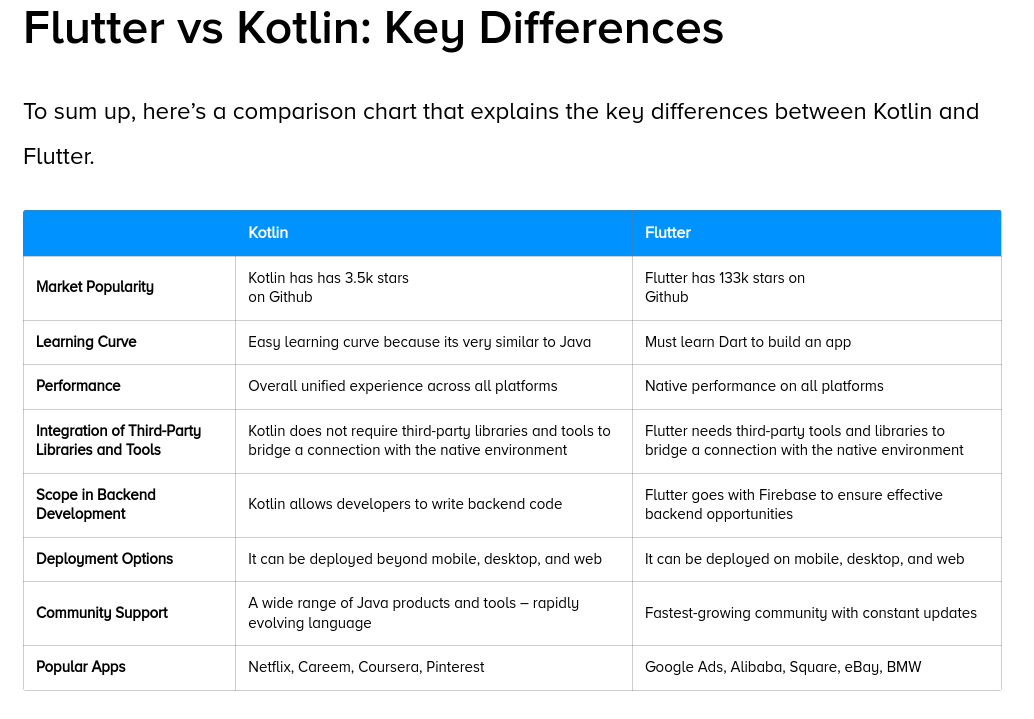 Flutter vs Kotlin: Key Differences
To sum up, here's a comparison chart that explains the key differences between Kotlin and
Flutter.
Kotlin
Flutter
Market Popularity
Kotlin has has 3.5k stars
on Github
Flutter has 133k stars on
Github
Learning Curve
Easy learning curve because its very similar to Java
Must learn Dart to build an app
Performance
Overall unified experience across all platforms
Native performance on all platforms
Integration of Third-Party
Libraries and Tools
Kotlin does not require third-party libraries and tools to
bridge a connection with the native environment
Flutter needs third-party tools and libraries to
bridge a connection with the native environment
Scope in Backend
Development
Kotlin allows developers to write backend code
Flutter goes with Firebase to ensure effective
backend opportunities
Deployment Options
It can be deployed beyond mobile, desktop, and web
It can be deployed on mobile, desktop, and web
Community Support
A wide range of Java products and tools – rapidly
evolving language
Fastest-growing community with constant updates
Popular Apps
Netflix, Careem, Coursera, Pinterest
Google Ads, Alibaba, Square, eBay, BMW